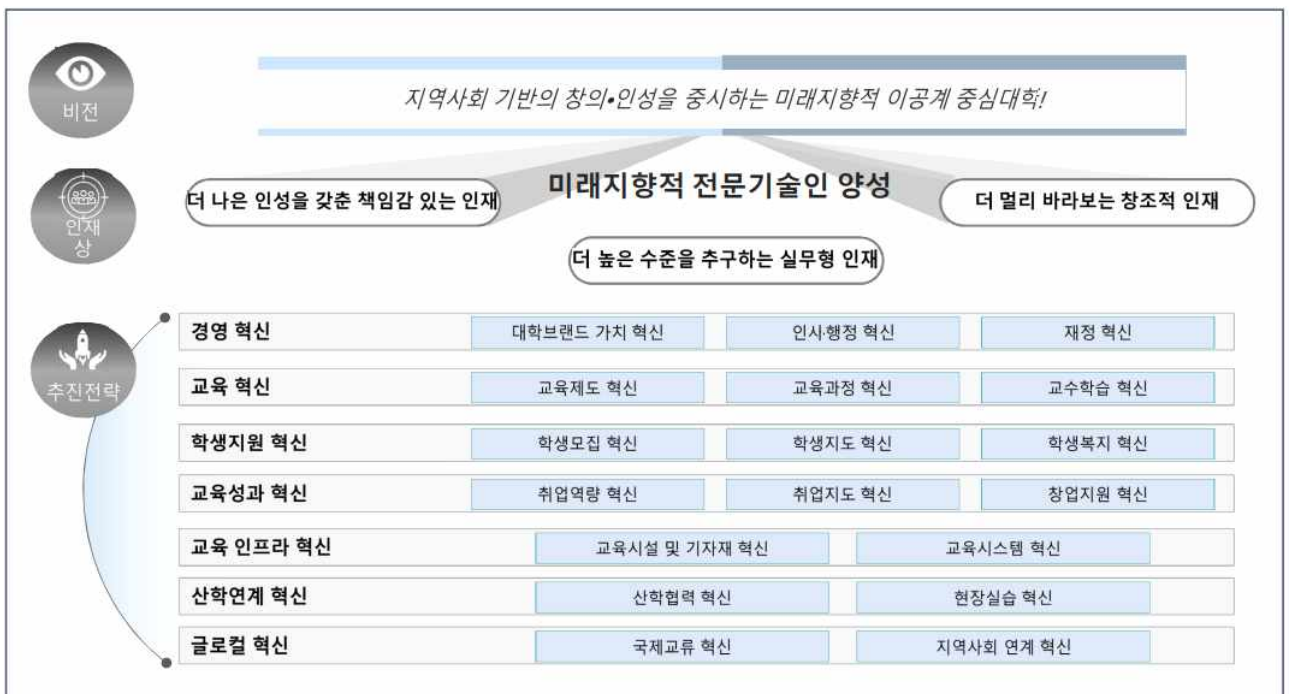 비전
지역사회 기반의 창의•인성을 중시하는 미래지향적 이공계 중심대학!
인재
상
더 나은 인성을 갖춘 책임감 있는 인재
미래지향적 전문기술인 양성
더 멀리 바라보는 창조적 인재
더 높은 수준을 추구하는 실무형 인재
추진전략
경영 혁신 대학브랜드 가치 혁신 인사·행정 혁신 재정 혁신
교육 혁신 교육제도 혁신 교육과정 혁신 교수학습 혁신
학생지원 혁신 학생모집 혁신 학생지도 혁신 학생복지 혁신
교육성과 혁신 취업역량 혁신 취업지도 혁신 창업지원 혁신
교육 인프라 혁신 교육시설 및 기자재 혁신 교육시스템 혁신
산학연계 혁신 산학협력 혁신 현장실습 혁신
글로컬 혁신 국제교류 혁신 지역사회 연계 혁신